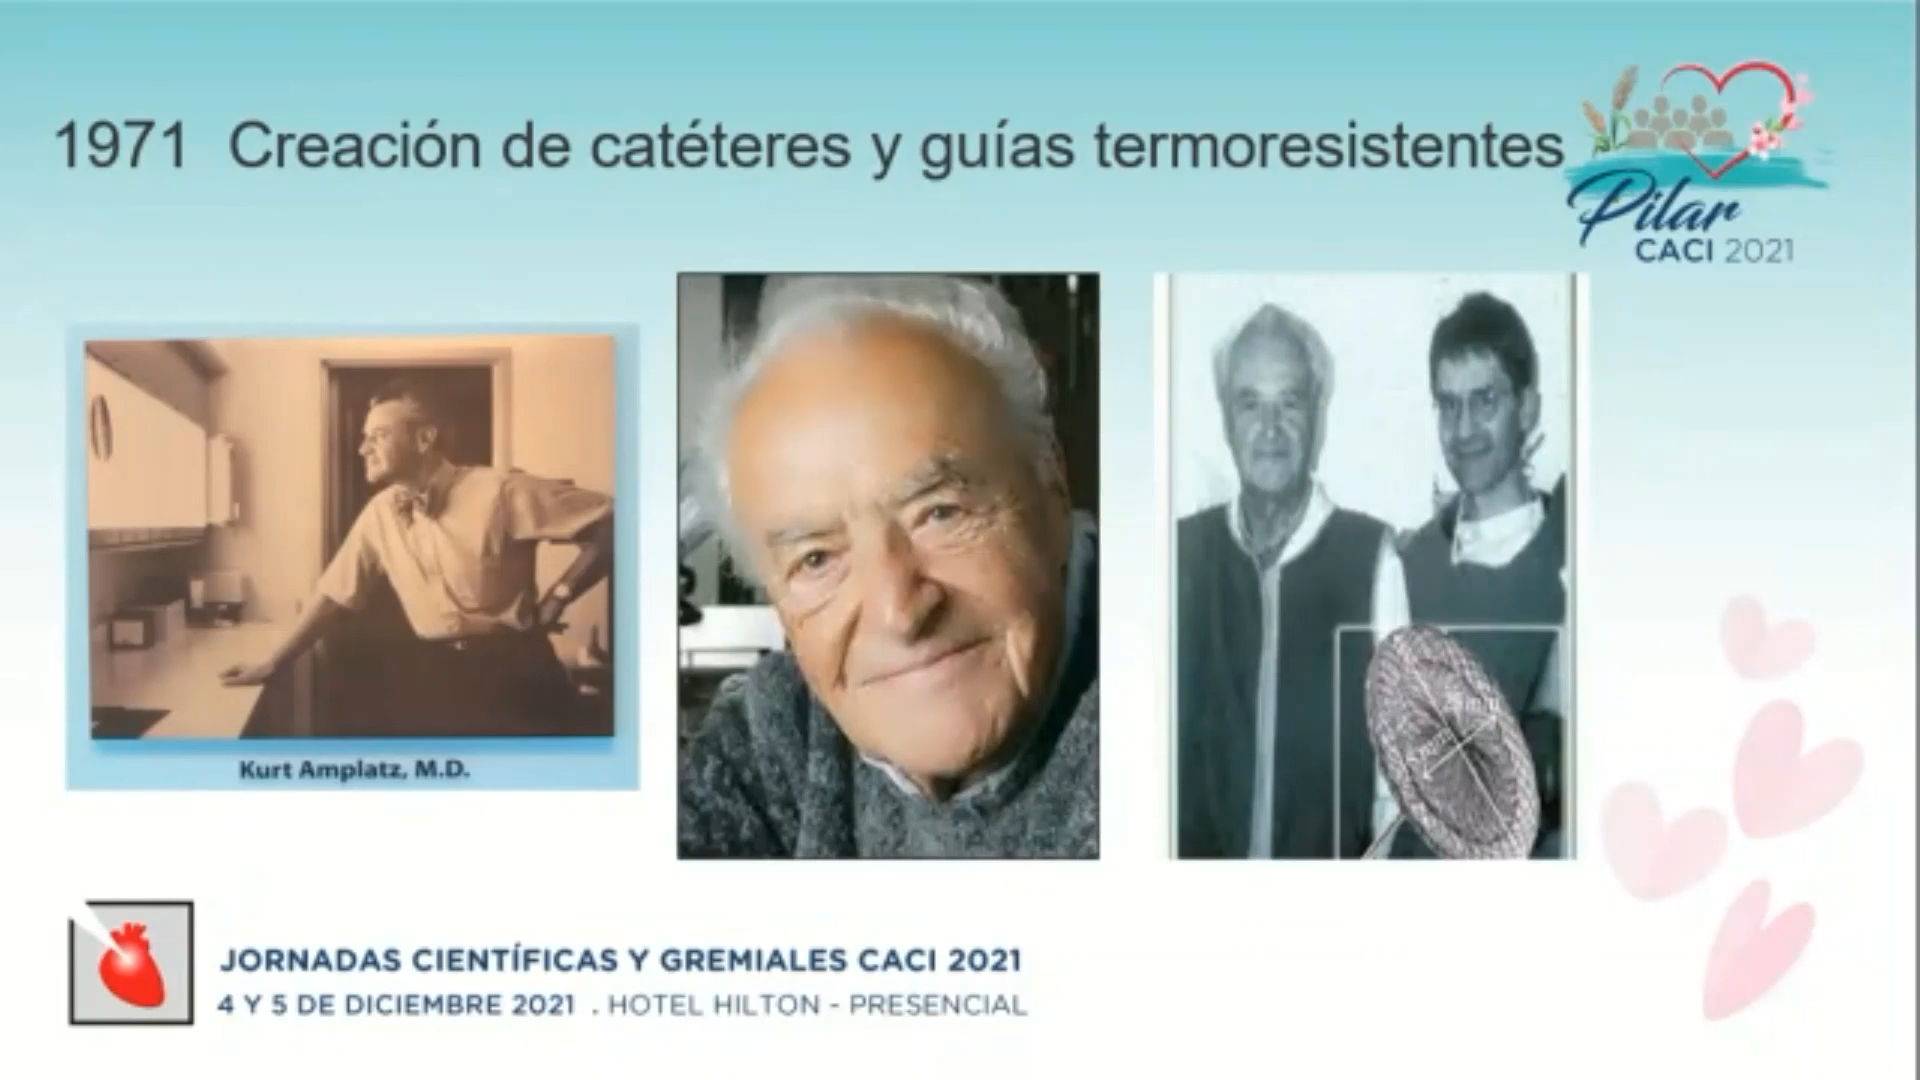 1971 Creación de catéteres y guías termoresistentes
Pilar
CACI 2021
Kurt Amplatz, M.D.
JORNADAS CIENTÍFICAS Y GREMIALES CACI 2021
4 Y 5 DE DICIEMBRE 2021 . HOTEL HILTON - PRESENCIAL